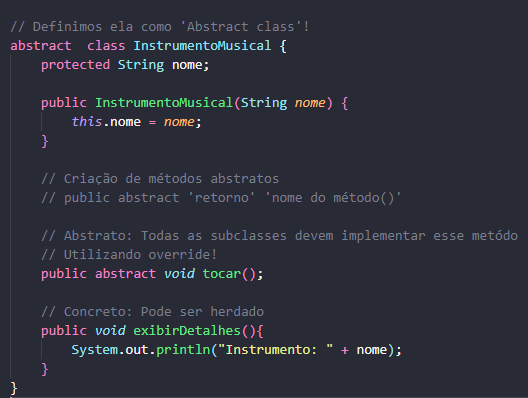 // Definimos ela como 'Abstract class'!
abstract  class InstrumentoMusical {
protected String nome;
public InstrumentoMusical(String nome) {
this.nome = nome;
}
// Criação de métodos abstratos
// public abstract 'retorno' 'nome do método()'
// Abstrato: Todas as subclasses devem implementar esse metódo
// Utilizando override!
public abstract void tocar();
// Concreto: Pode ser herdado
public void exibirDetalhes(){
System.out.println("Instrumento: " + nome);
}
}